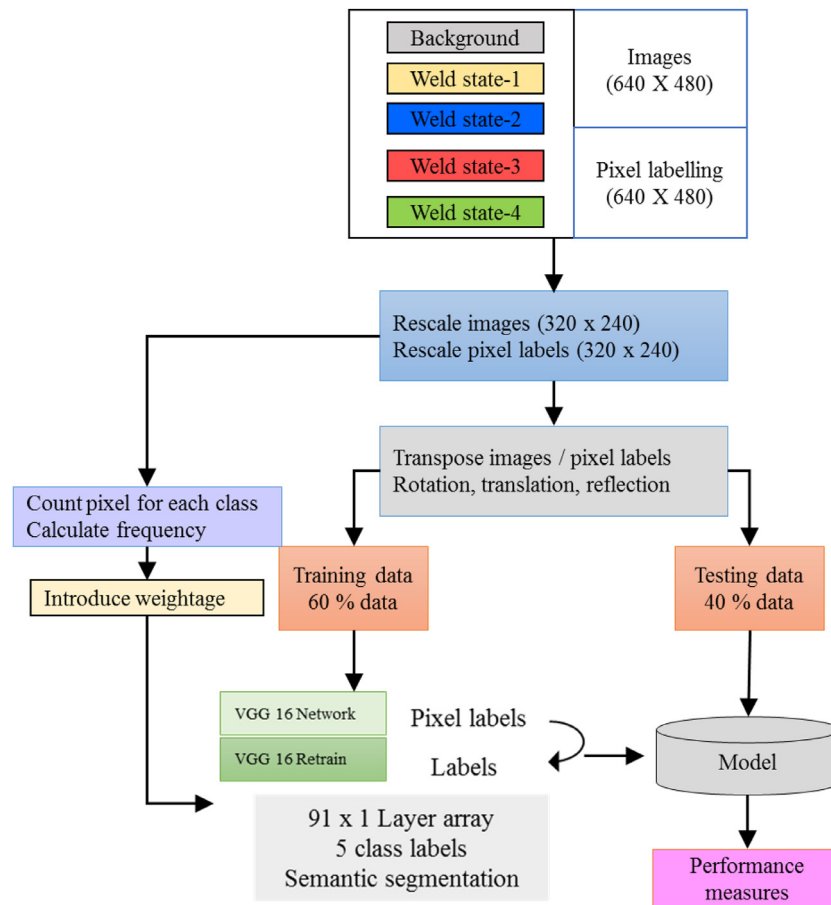 Background
Weld state-1
Weld state-2
Weld state-3
Weld state-4
Images
(640 X 480)
Pixel labelling
(640 X 480)
Rescale images (320 x 240)
Rescale pixel labels (320 x 240)
Transpose images / pixel labels
Rotation, translation, reflection
Count pixel for each class
Calculate frequency
Introduce weightage
Training data
60 % data
Testing data
40 % data
VGG 16 Network
VGG 16 Retrain
Pixel labels
Labels
Model
91 x 1 Layer array
5 class labels
Semantic segmentation
Performance
measures